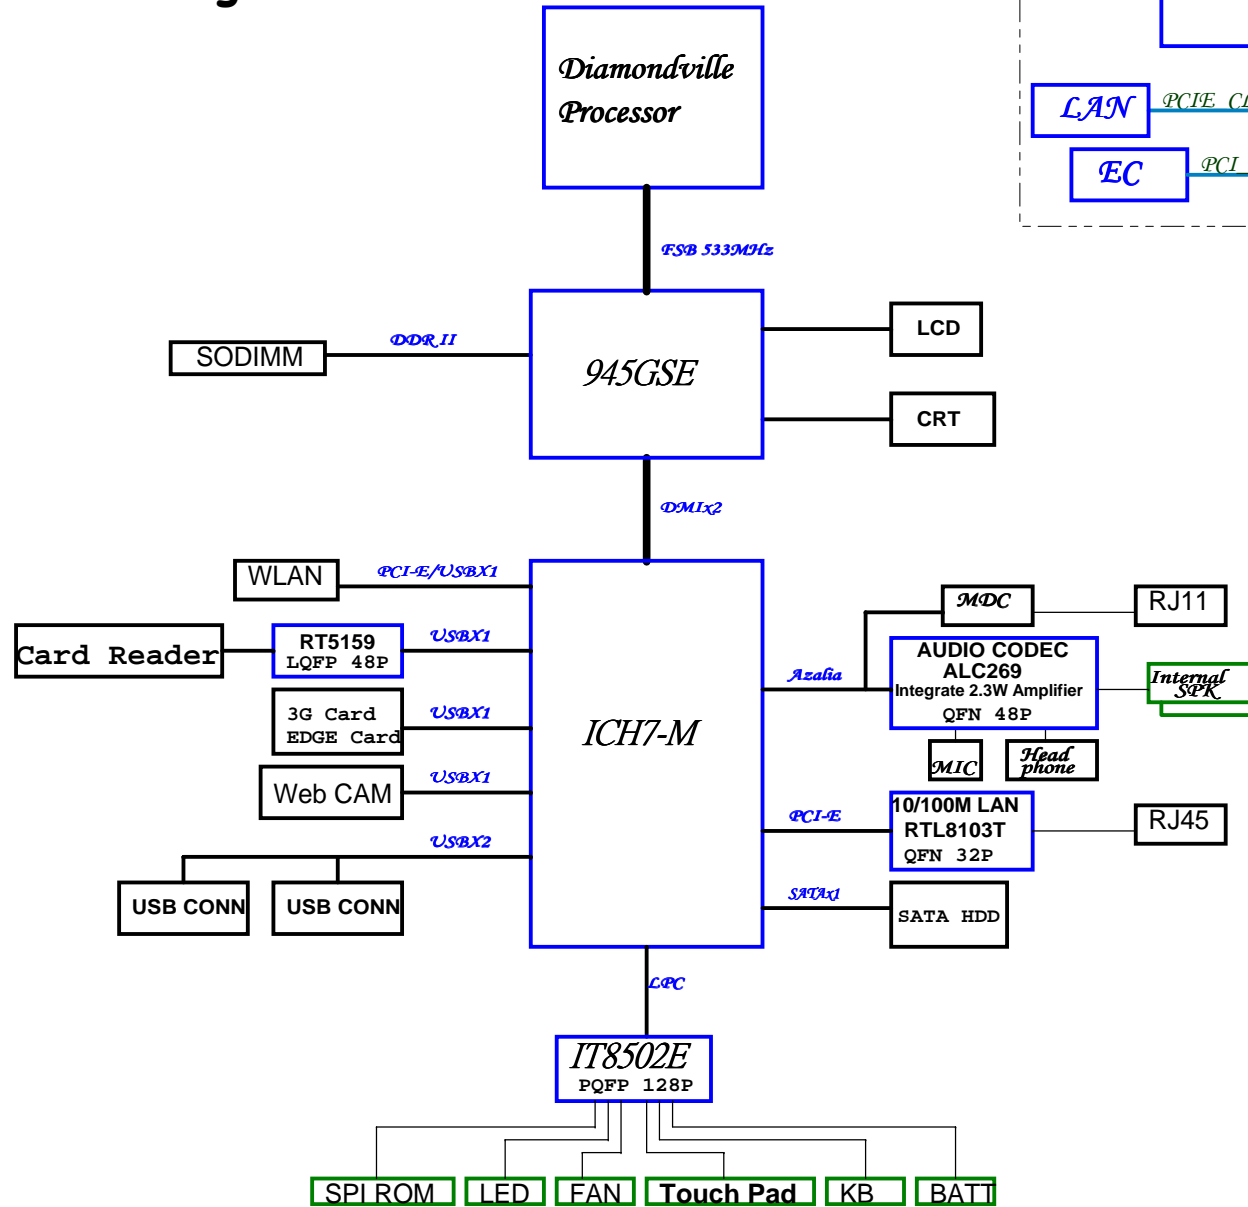 Diamondville
Processor
LAN
PCIE
EC
PCI
FSB 533MHz
LCD
DDR II
SODIMM
945GSE
CRT
DMIx2
WLAN
PCI-E/USBX1
MDC
RJ11
Card Reader
RT5159
LQFP 48P
USBX1
AUDIO CODEC
ALC269
Integrate 2.3W Amplifier
QFN 48P
Azalia
Internal
SPK
3G Card
EDGE Card
USBX1
ICH7-M
MIC
Head
phone
Web CAM
USBX1
10/100M LAN
RTL8103T
QFN 32P
PCI-E
RJ45
USBX2
USB CONN
USB CONN
SATAx1
SATA HDD
LPC
IT8502E
PQFP 128P
SPI ROM
LED
FAN
Touch Pad
KB
BATT